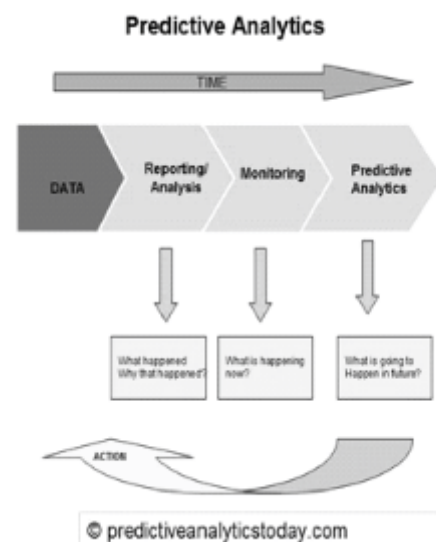 Predictive Analytics
TIME
DATA
Reporting/
Analysis
Monitoring
Predictive
Analytics
What happened
Why that happened?
What is happening
now?
What is going to
Happen in future?
ACTION
© predictiveanalyticstoday.com